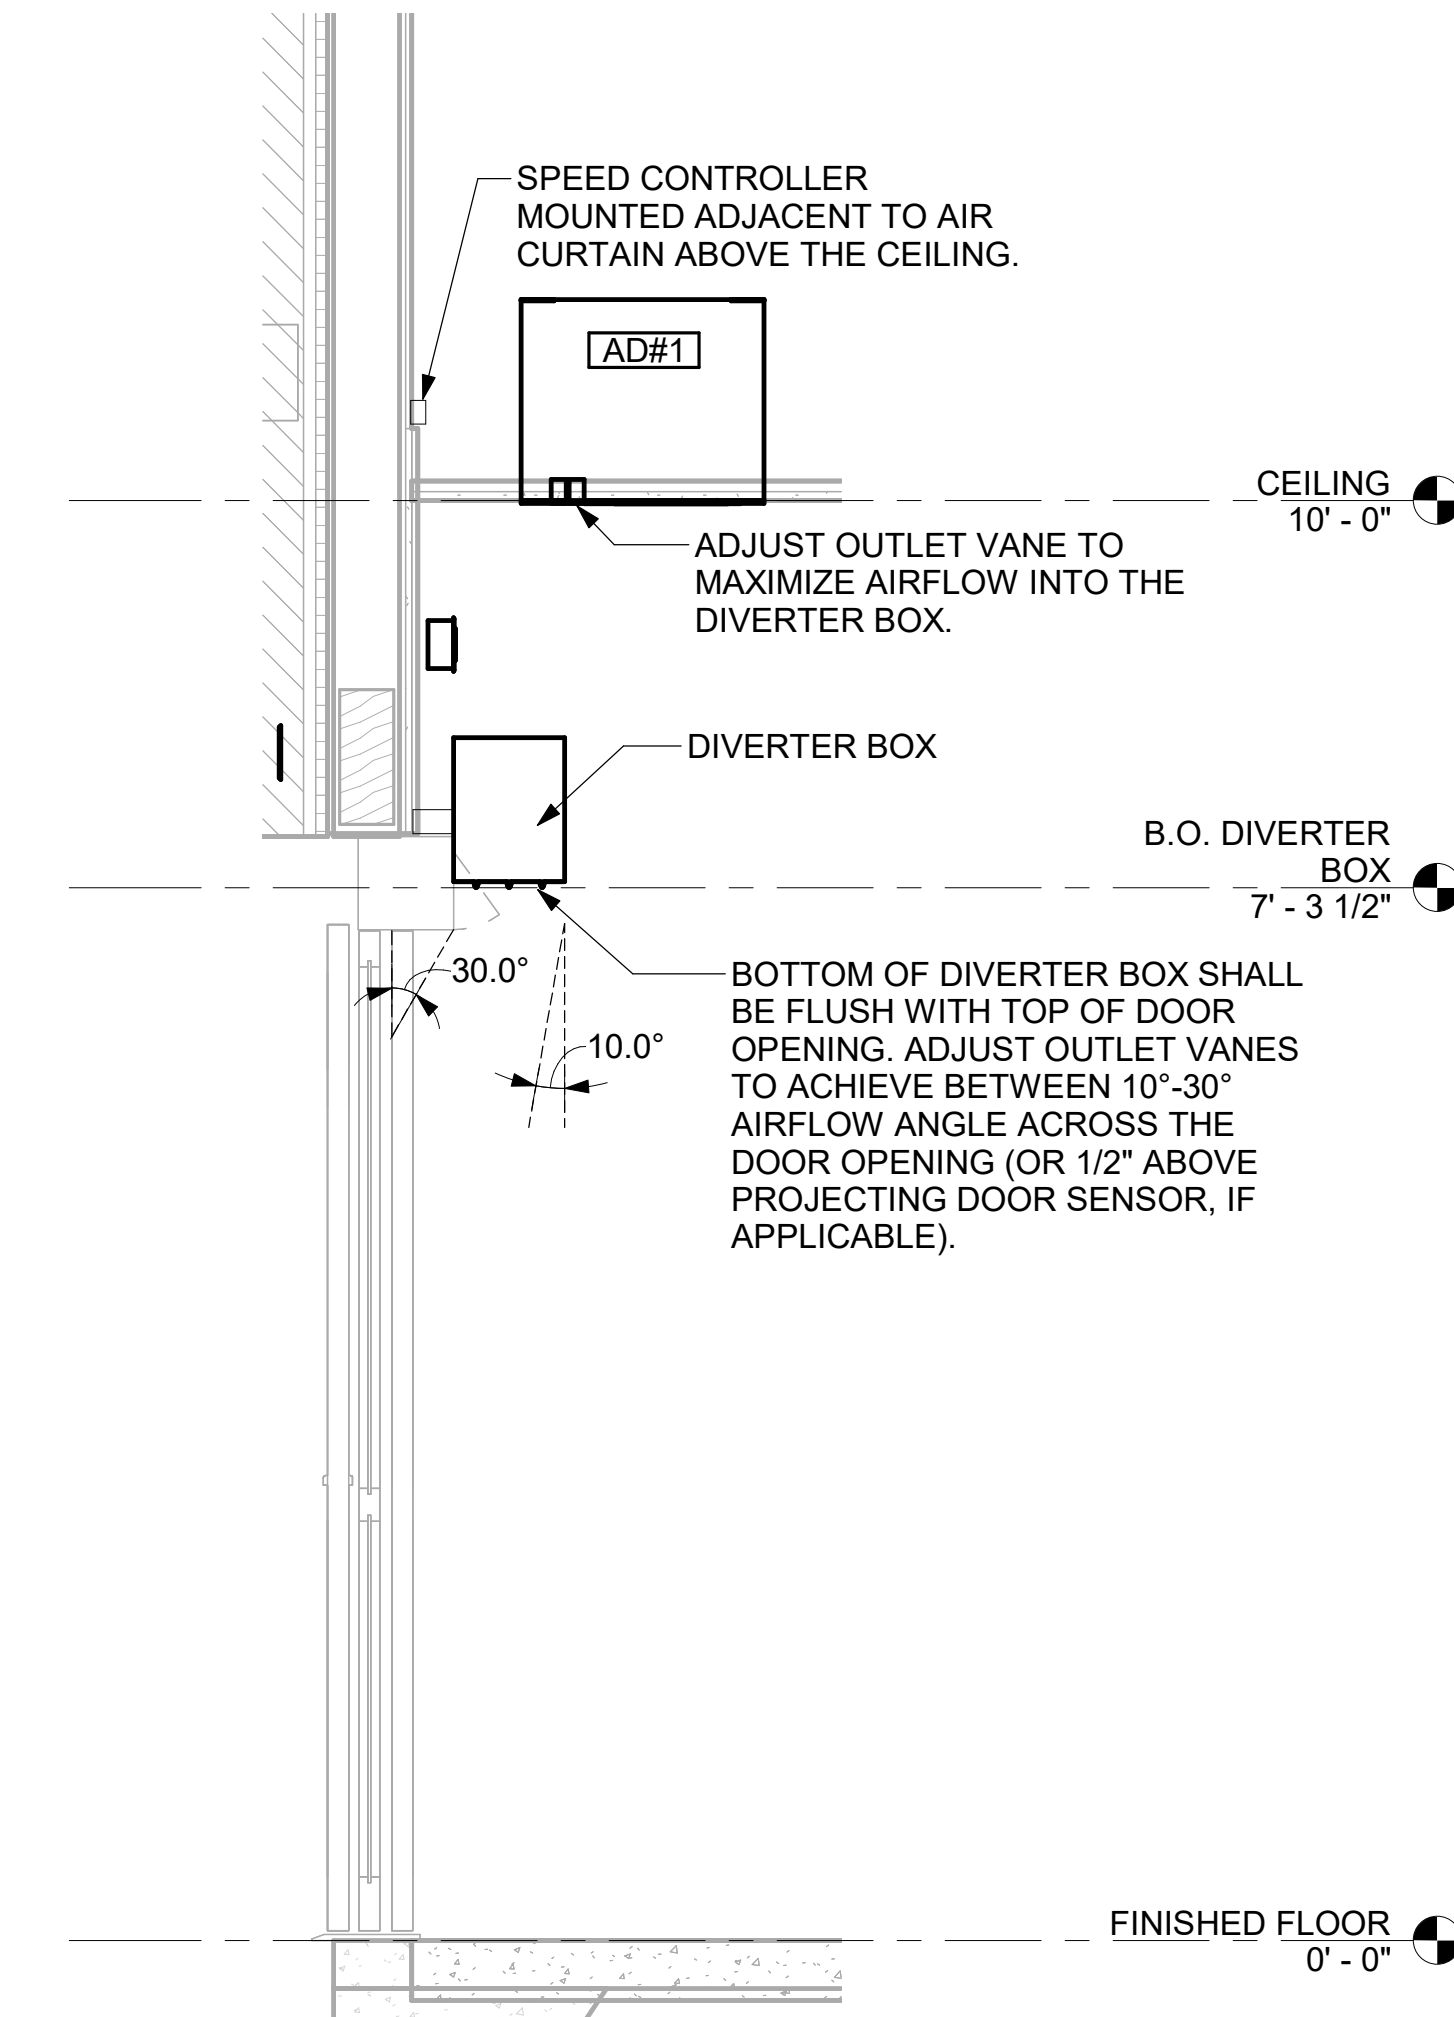 SPEED CONTROLLER
MOUNTED ADJACENT TO AIR
CURTAIN ABOVE THE CEILING.
AD#1
CEILING
10' - 0"
ADJUST OUTLET VANE TO
MAXIMIZE AIRFLOW INTO THE
DIVERTER BOX.
DIVERTER BOX
B.O. DIVERTER
BOX
7' - 3 1/2"
30.0°
10.0°
BOTTOM OF DIVERTER BOX SHALL
BE FLUSH WITH TOP OF DOOR
OPENING. ADJUST OUTLET VANES
TO ACHIEVE BETWEEN 10°-30°
AIRFLOW ANGLE ACROSS THE
DOOR OPENING (OR 1/2" ABOVE
PROJECTING DOOR SENSOR, IF
APPLICABLE).
FINISHED FLOOR
0' - 0"